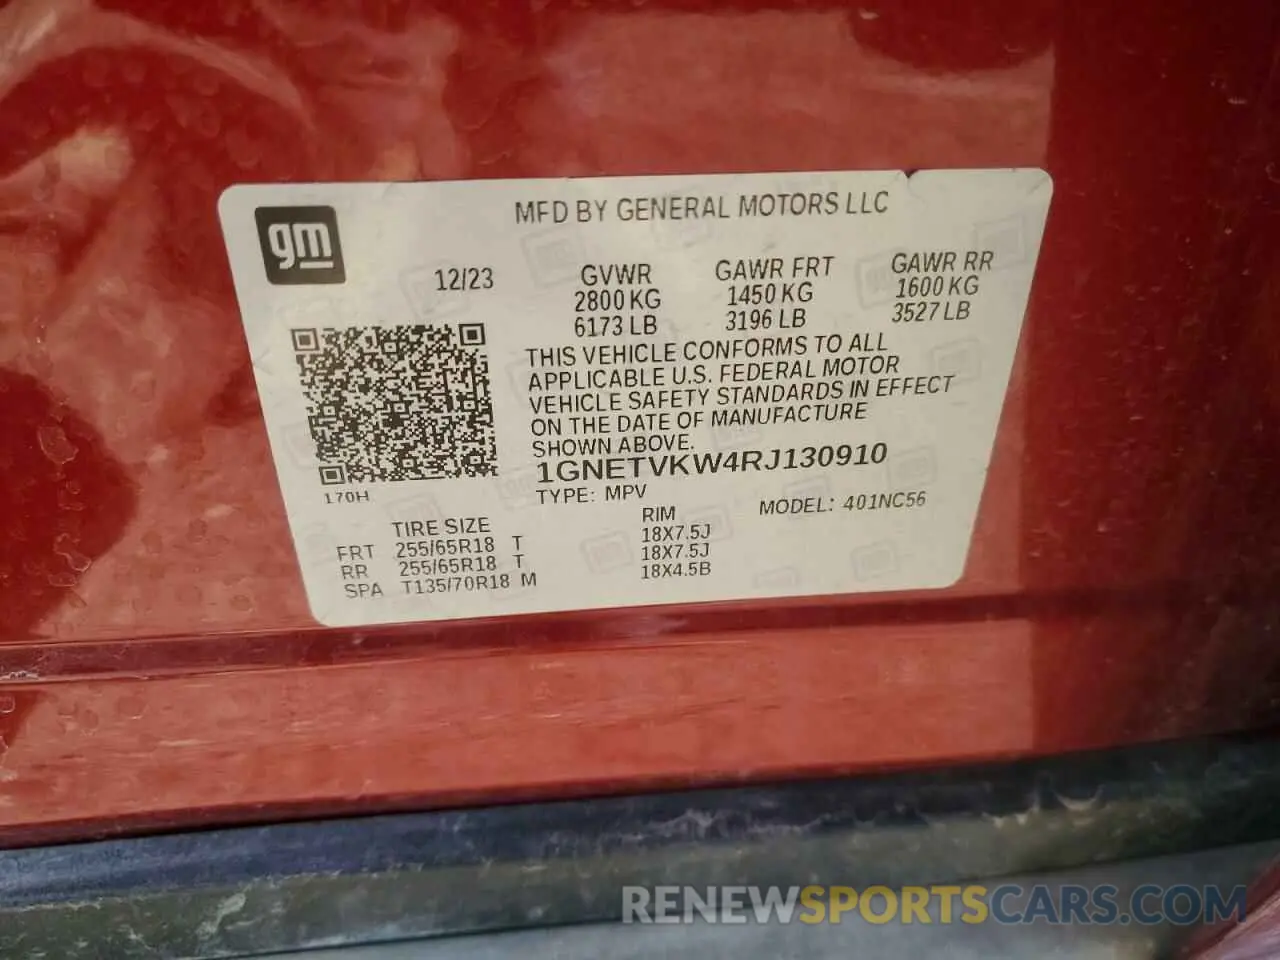 gm
MFD BY GENERAL MOTORS LLC
12/23
GVWR GAWR FRT GAWR RR
2800 KG 1450 KG 1600 KG
6173 LB 3196 LB 3527 LB
THIS VEHICLE CONFORMS TO ALL
APPLICABLE U.S. FEDERAL MOTOR
VEHICLE SAFETY STANDARDS IN EFFECT
ON THE DATE OF MANUFACTURE
SHOWN ABOVE.
1GNETVKW4RJ130910
170H
TYPE: MPV MODEL: 401NC56
TIRE SIZE RIM
FRT 255/65R18 T 18X7.5J
RR 255/65R18 T 18X7.5J
SPA T135/70R18 M 18X4.5B
RENEWSPORTSCARS.COM